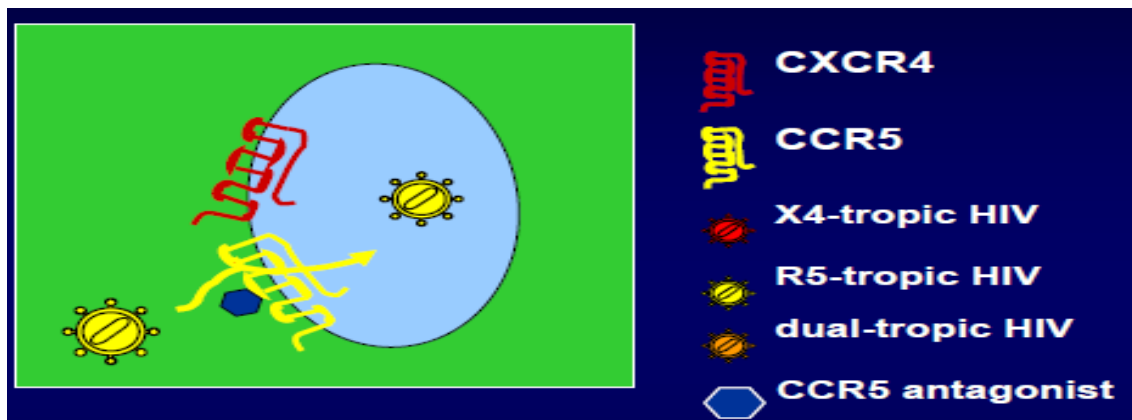 CXCR4
CCR5
X4-tropic HIV
R5-tropic HIV
dual-tropic HIV
CCR5 antagonist